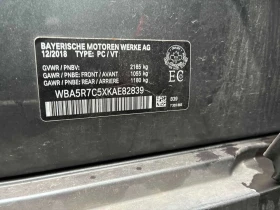 BAYERISCHE MOTOREN WERKE AG
12/2018 TYPE: PC / VT
GVWR / PNBV: 2165 kg
GAWR / PNBE: FRONT / AVANT 1055 kg
GAWR / PNBE: REAR / ARRIERE 1180 kg
WBA5R7C5XKAE82839
EC